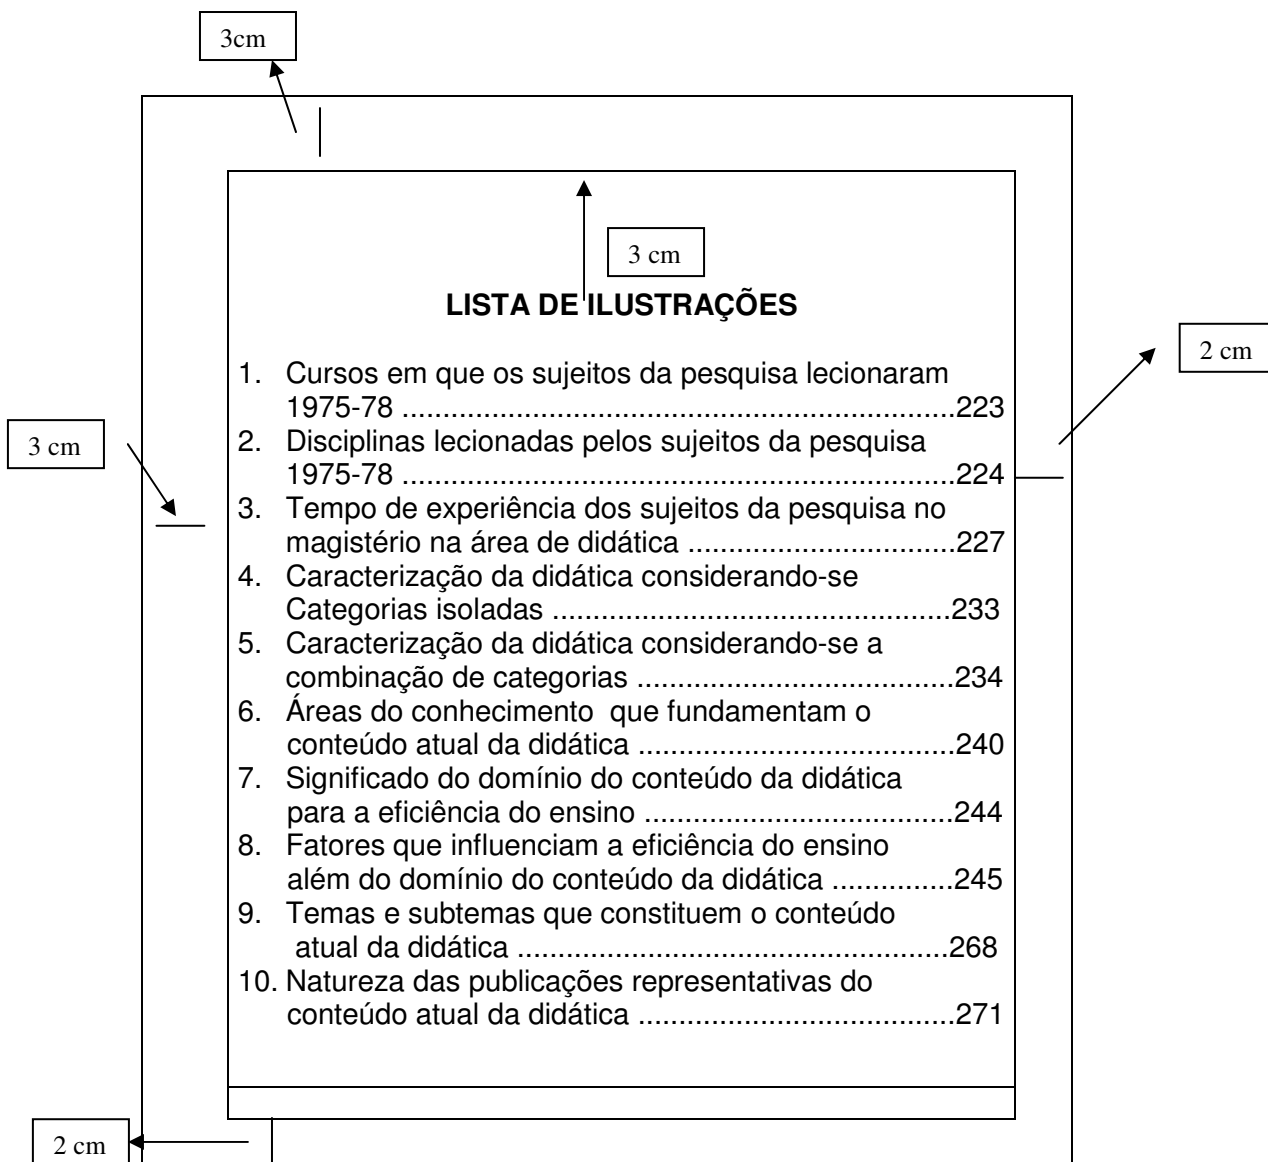 3cm
3 cm
LISTA DE ILUSTRAÇÕES
2 cm
3 cm
1. Cursos em que os sujeitos da pesquisa lecionaram
1975-78 ....................................................................223
2. Disciplinas lecionadas pelos sujeitos da pesquisa
1975-78 ....................................................................224
3. Tempo de experiência dos sujeitos da pesquisa no
magistério na área de didática .................................227
4. Caracterização da didática considerando-se
Categorias isoladas .................................................233
5. Caracterização da didática considerando-se a
combinação de categorias .......................................234
6. Áreas do conhecimento  que fundamentam o
conteúdo atual da didática .......................................240
7. Significado do domínio do conteúdo da didática
para a eficiência do ensino ......................................244
8. Fatores que influenciam a eficiência do ensino
além do domínio do conteúdo da didática ...............245
9. Temas e subtemas que constituem o conteúdo
atual da didática .....................................................268
10. Natureza das publicações representativas do
conteúdo atual da didática .......................................271
2 cm